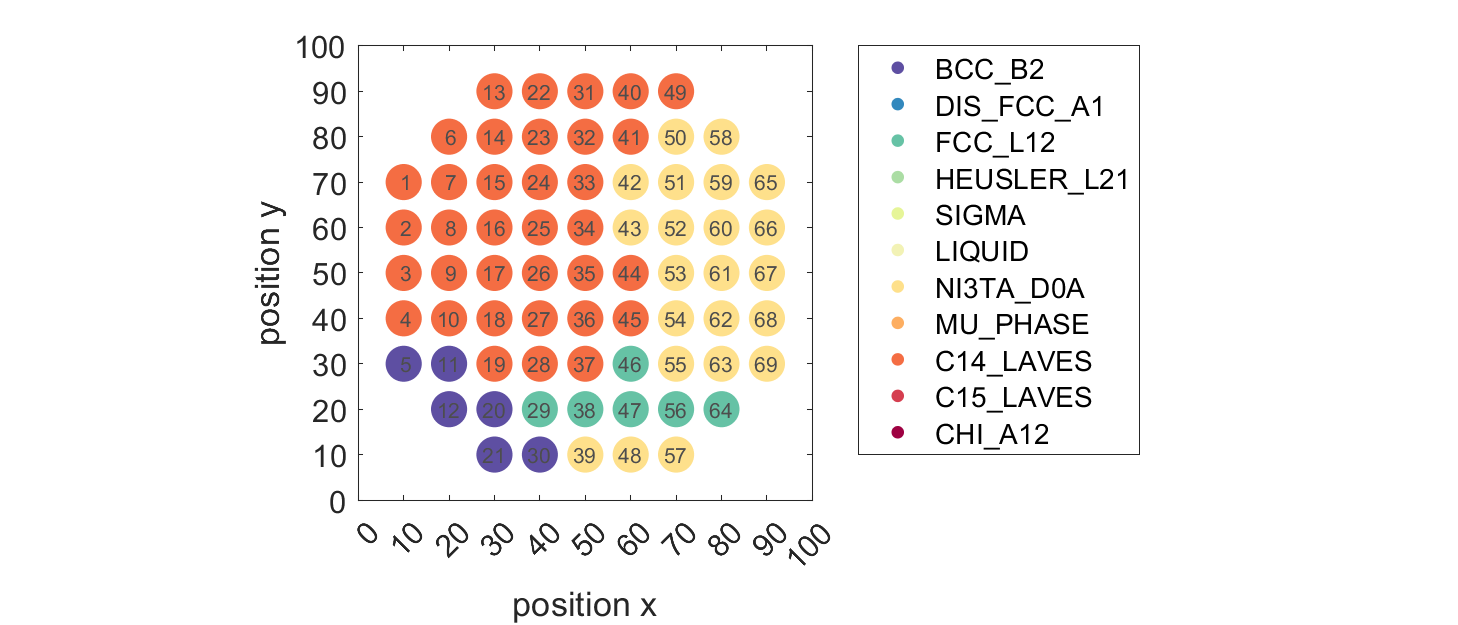 100
90 13 22 31 40 49
80 6 14 23 32 41 50 58
70 1 7 15 24 33 42 51 59 65
60 2 8 16 25 34 43 52 60 66
50 3 9 17 26 35 44 53 61 67
40 4 10 18 27 36 45 54 62 68
30 5 11 19 28 37 46 55 63 69
20 12 20 29 38 47 56 64
10 21 30 39 48 57
0
position y
0 10 20 30 40 50 60 70 80 90 100
position x
BCC_B2
DIS_FCC_A1
FCC_L12
HEUSLER_L21
SIGMA
LIQUID
NI3TA_D0A
MU_PHASE
C14_LAVES
C15_LAVES
CHI_A12